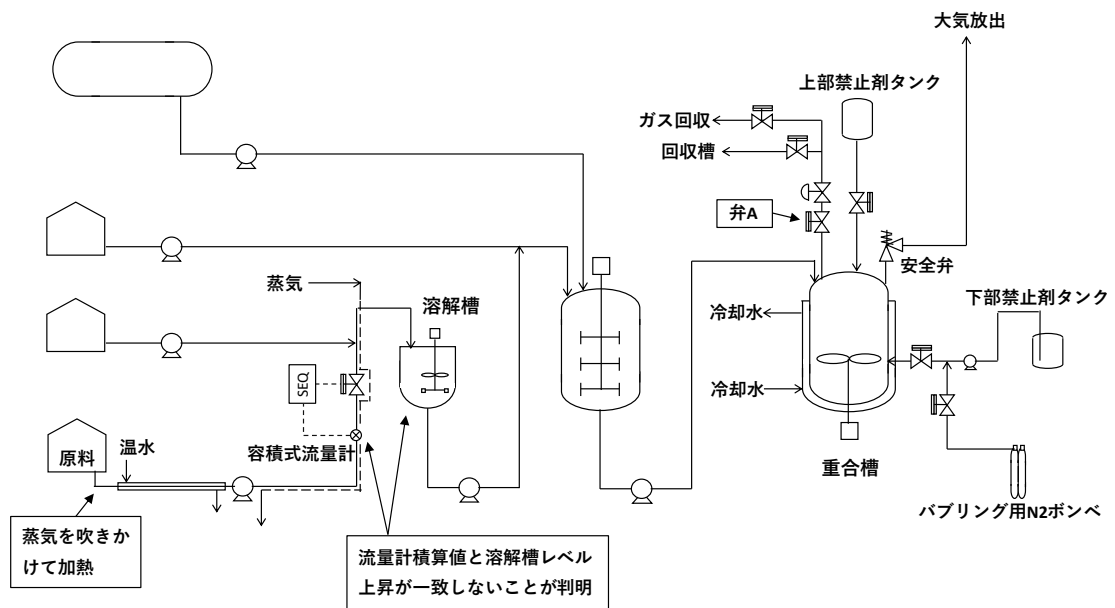 大気放出
上部禁止剤タンク
ガス回収
回収槽
弁A
安全弁
蒸気
溶解槽
下部禁止剤タンク
冷却水
SEQ
冷却水
原料
温水
容積式流量計
重合槽
バブリング用N2ボンベ
蒸気を吹きか
けて加熱
流量計積算値と溶解槽レベル
上昇が一致しないことが判明